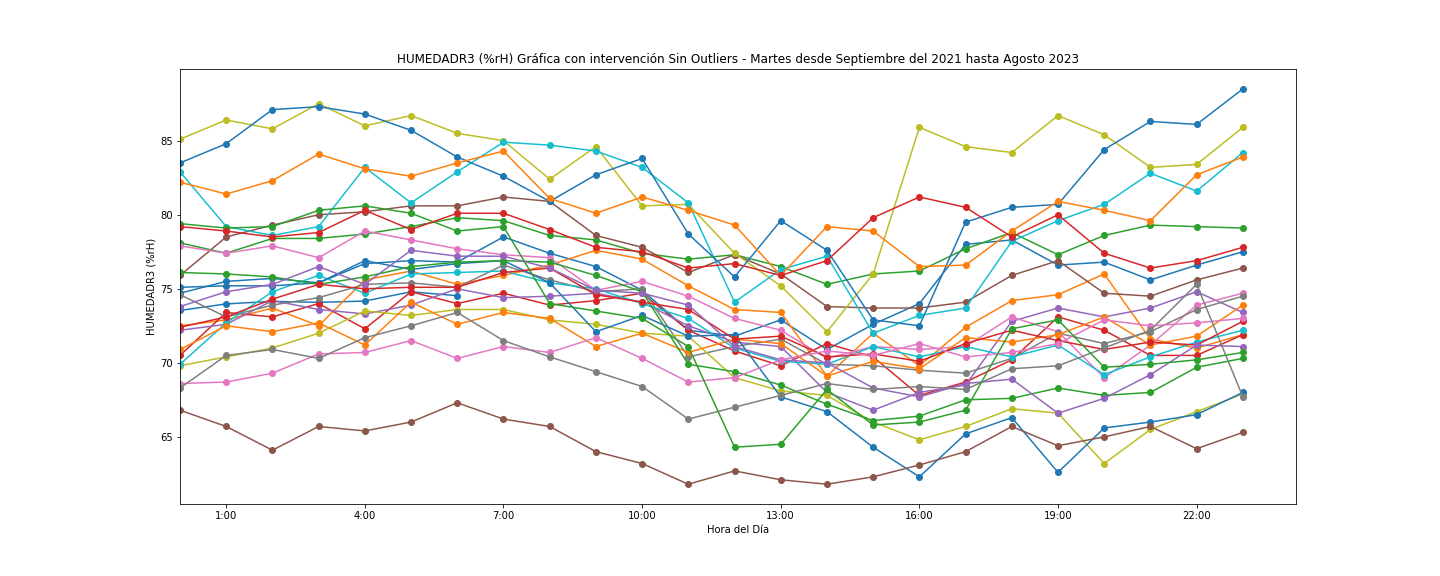 HUMEDADR3 (%rH) Gráfica con intervención Sin Outliers - Martes desde Septiembre del 2021 hasta Agosto 2023
HUMEDADR3 (%rH)
85
80
75
70
65
1:00 4:00 7:00 10:00 13:00 16:00 19:00 22:00
Hora del Día